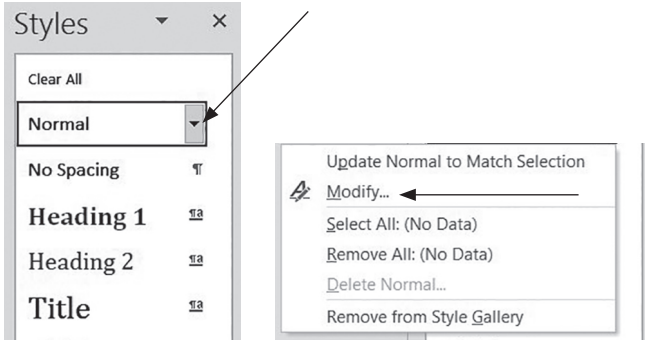 Styles
Clear All
Normal
No Spacing ¶
Heading 1 ¶a
Heading 2 ¶a
Title ¶a
Update Normal to Match Selection
Modify...
Select All: (No Data)
Remove All: (No Data)
Delete Normal...
Remove from Style Gallery